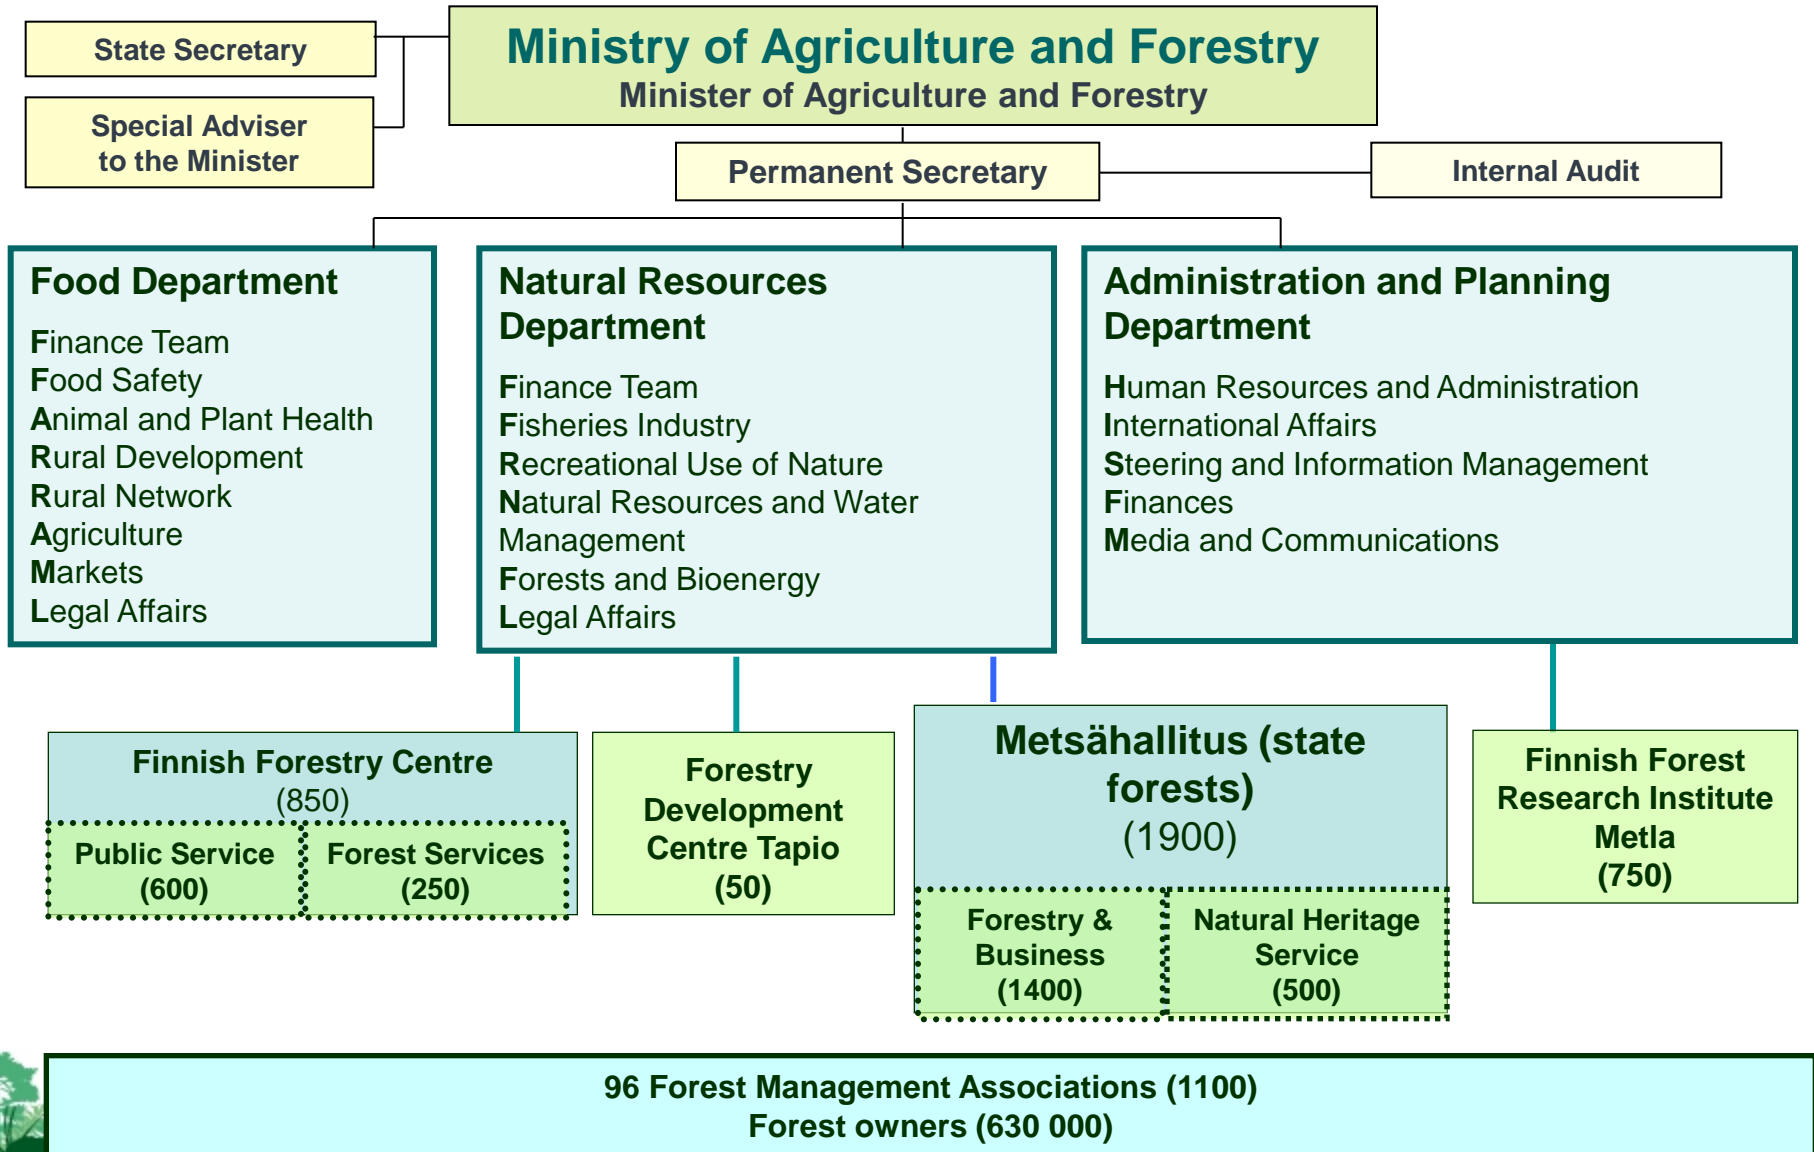 State Secretary
Ministry of Agriculture and Forestry
Minister of Agriculture and Forestry
Special Adviser
to the Minister
Permanent Secretary
Internal Audit
Food Department
Finance Team
Food Safety
Animal and Plant Health
Rural Development
Rural Network
Agriculture
Markets
Legal Affairs
Natural Resources
Department
Finance Team
Fisheries Industry
Recreational Use of Nature
Natural Resources and Water
Management
Forests and Bioenergy
Legal Affairs
Administration and Planning
Department
Human Resources and Administration
International Affairs
Steering and Information Management
Finances
Media and Communications
Finnish Forestry Centre
(850)
Public Service
(600)
Forest Services
(250)
Forestry
Development
Centre Tapio
(50)
Metsähallitus (state
forests)
(1900)
Forestry &
Business
(1400)
Natural Heritage
Service
(500)
Finnish Forest
Research Institute
Metla
(750)
96 Forest Management Associations (1100)
Forest owners (630 000)